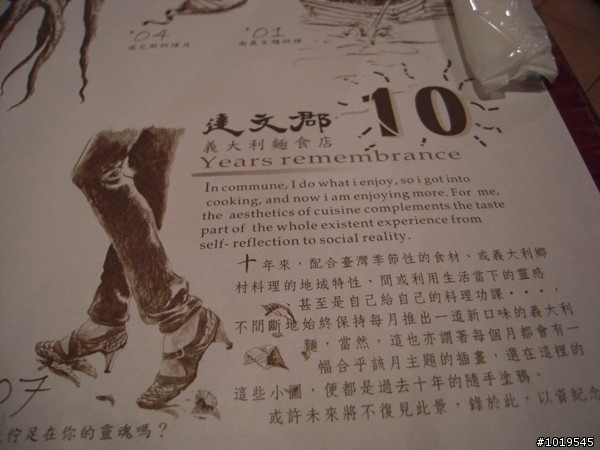 '04
'01
南義主題料理
達文郡
10
義大利麵食店
Years remembrance
In commune, I do what i enjoy, so i got into
cooking, and now i am enjoying more. For me,
the aesthetics of cuisine complements the taste
part of the whole existent experience from
self- reflection to social reality.
十年來，配合臺灣季節性的食材、或義大利鄉
村料理的地域特性、間或利用生活當下的靈感
甚至是自己給自己的料理功課‧‧‧‧
不間斷地始終保持每月推出一道新口味的義大利
麵，當然，這也亦謂著每個月都會有一
幅合乎該月主題的插畫，選在這裡的
這些小圖，便都是過去十年的隨手塗鴉。
或許未來將不復見此景，錄於此，以資紀念
07
佇足在你的靈魂嗎？
#1019545